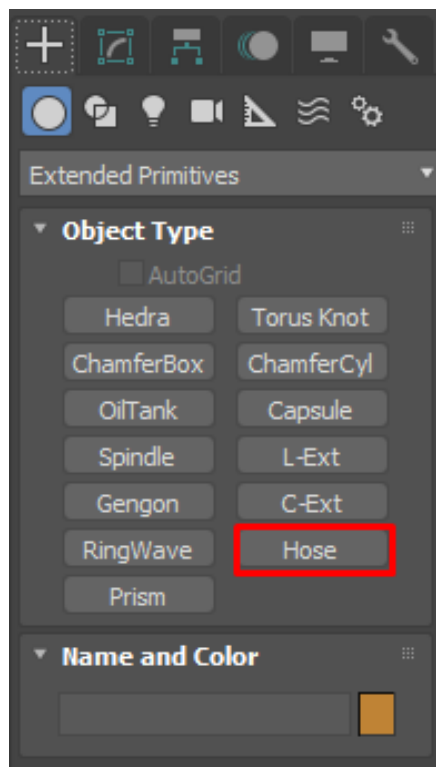 Extended Primitives
Object Type
AutoGrid
Hedra Torus Knot
ChamferBox ChamferCyl
OilTank Capsule
Spindle L-Ext
Gengon C-Ext
RingWave Hose
Prism
Name and Color